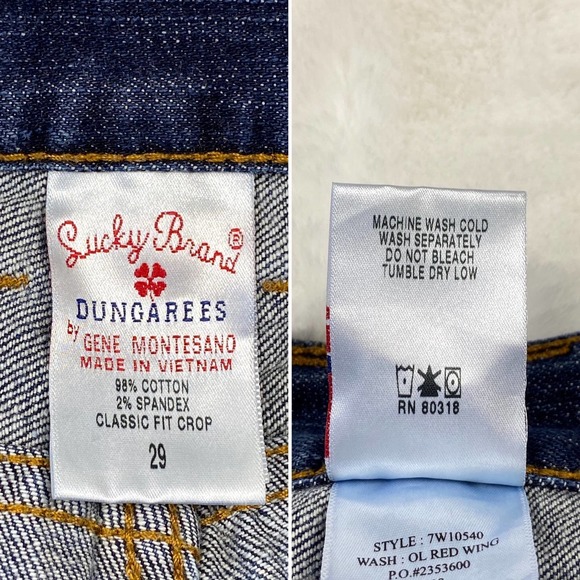 Lucky Brand®
DUNGAREES
by GENE MONTESANO
MADE IN VIETNAM
98% COTTON
2% SPANDEX
CLASSIC FIT CROP
29
MACHINE WASH COLD
WASH SEPARATELY
DO NOT BLEACH
TUMBLE DRY LOW
RN 80318
STYLE : 7W10540
WASH : OL RED WING
P.O.#2353600